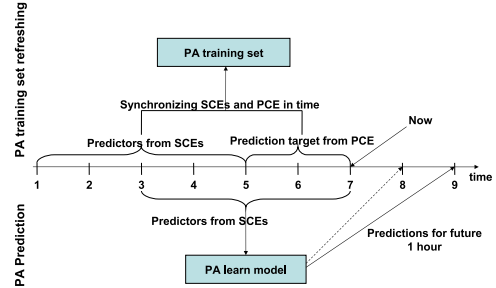 PA training set refreshing
PA training set
Synchronizing SCEs and PCE in time
Predictors from SCEs
Prediction target from PCE
Now
1 2 3 4 5 6 7 8 9 time
PA Prediction
Predictors from SCEs
Predictions for future
1 hour
PA learn model